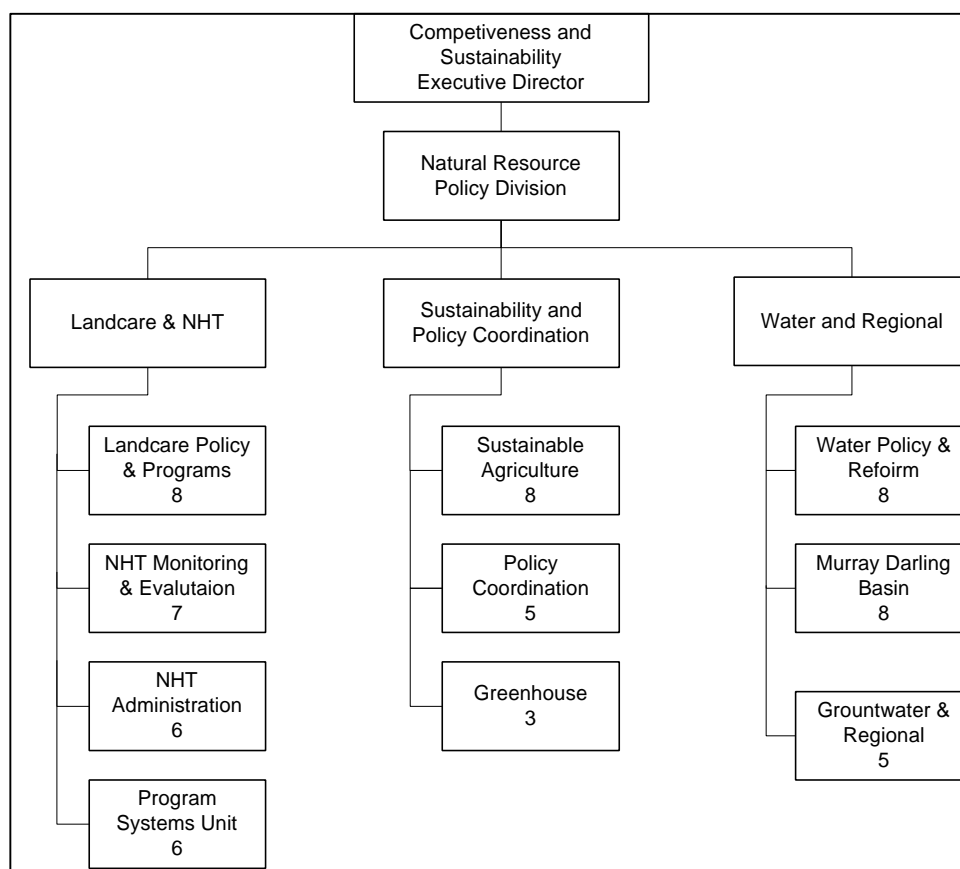 Competiveness and
Sustainability
Executive Director
Natural Resource
Policy Division
Landcare & NHT
Sustainability and
Policy Coordination
Water and Regional
Landcare Policy
& Programs
8
Sustainable
Agriculture
8
Water Policy &
Refoirm
8
NHT Monitoring
& Evalutaion
7
Policy
Coordination
5
Murray Darling
Basin
8
NHT
Administration
6
Greenhouse
3
Grountwater &
Regional
5
Program
Systems Unit
6